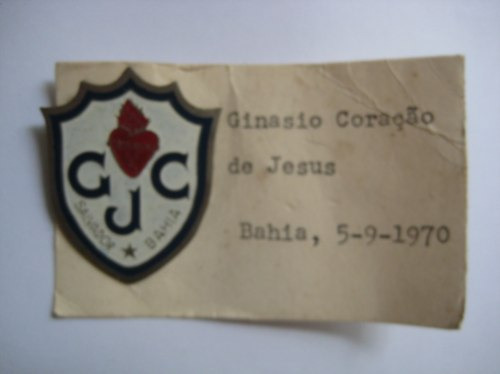 GJC
SALVADOR BAHIA
Ginasio Coração
de Jesus
Bahia, 5-9-1970